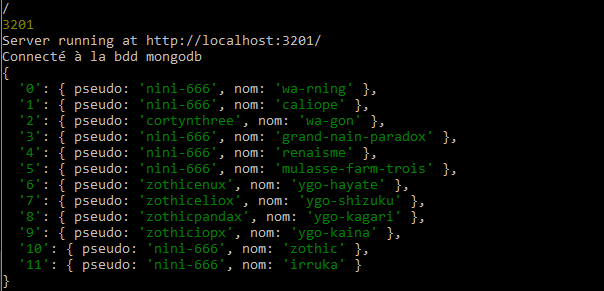 /
3201
Server running at http://localhost:3201/
Connecté à la bdd mongodb
{
  '0': { pseudo: 'nini-666', nom: 'wa-rning' },
  '1': { pseudo: 'nini-666', nom: 'caliope' },
  '2': { pseudo: 'cortynthree', nom: 'wa-gon' },
  '3': { pseudo: 'nini-666', nom: 'grand-nain-paradox' },
  '4': { pseudo: 'nini-666', nom: 'renaisme' },
  '5': { pseudo: 'nini-666', nom: 'mulasse-farm-trois' },
  '6': { pseudo: 'zothicenux', nom: 'ygo-hayate' },
  '7': { pseudo: 'zothiceliox', nom: 'ygo-shizuku' },
  '8': { pseudo: 'zothicpandax', nom: 'ygo-kagari' },
  '9': { pseudo: 'zothiciopx', nom: 'ygo-kaina' },
  '10': { pseudo: 'nini-666', nom: 'zothic' },
  '11': { pseudo: 'nini-666', nom: 'irruka' }
}